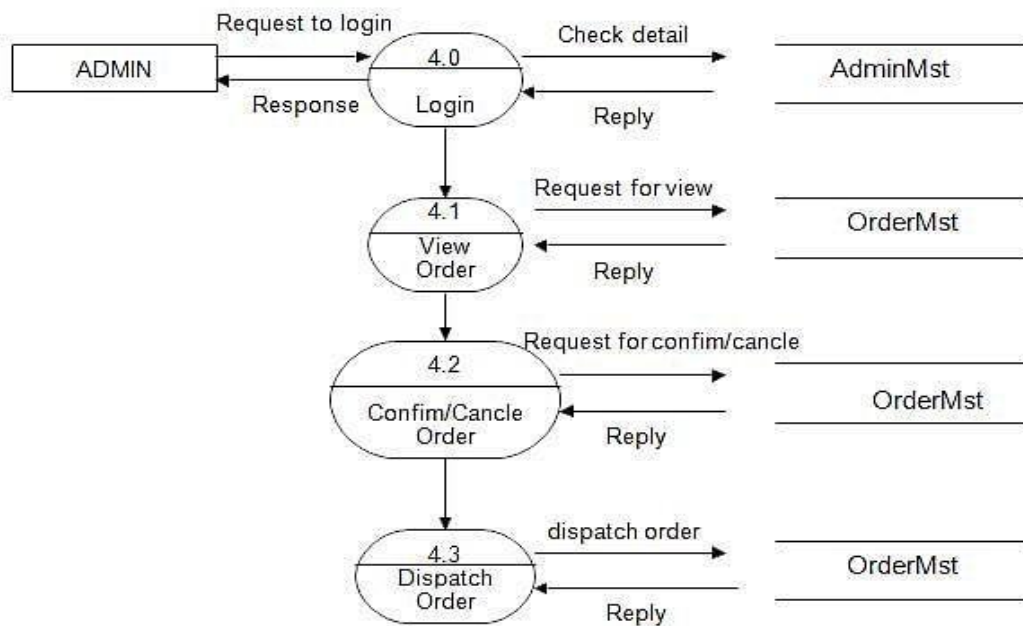 Request to login
ADMIN
Response
4.0
Login
Check detail
Reply
AdminMst
4.1
View
Order
Request for view
Reply
OrderMst
4.2
Confim/Cancle
Order
Request for confim/cancle
Reply
OrderMst
4.3
Dispatch
Order
dispatch order
Reply
OrderMst